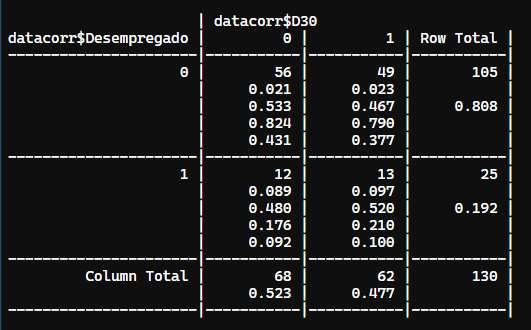 | datacorr$D30
datacorr$Desempregado |         0 |         1 | Row Total |
----------------------|-----------|-----------|-----------|
                    0 |        56 |        49 |       105 |
                      |     0.021 |     0.023 |           |
                      |     0.533 |     0.467 |     0.808 |
                      |     0.824 |     0.790 |           |
                      |     0.431 |     0.377 |           |
----------------------|-----------|-----------|-----------|
                    1 |        12 |        13 |        25 |
                      |     0.089 |     0.097 |           |
                      |     0.480 |     0.520 |     0.192 |
                      |     0.176 |     0.210 |           |
                      |     0.092 |     0.100 |           |
----------------------|-----------|-----------|-----------|
         Column Total |        68 |        62 |       130 |
                      |     0.523 |     0.477 |           |
----------------------|-----------|-----------|-----------|